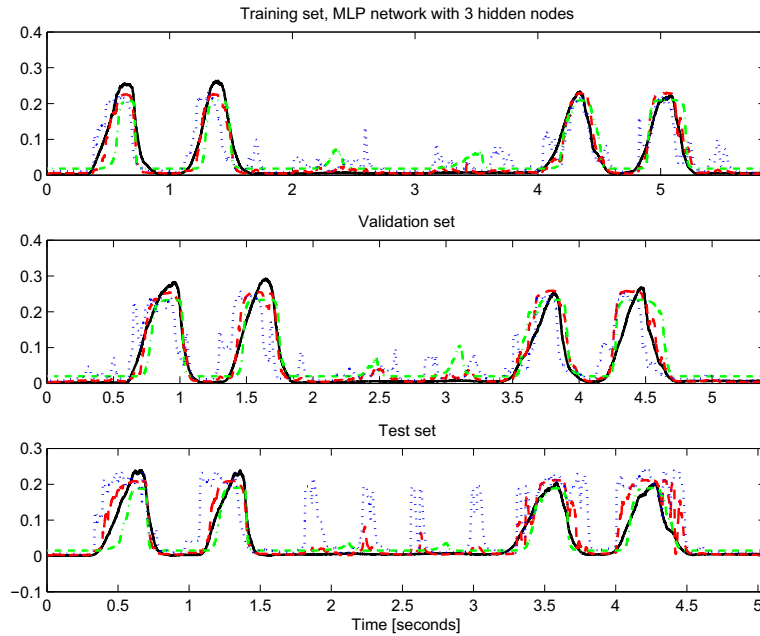 Training set, MLP network with 3 hidden nodes
0.4
0.3
0.2
0.1
0
0 1 2 3 4 5
Validation set
0.4
0.3
0.2
0.1
0
0 0.5 1 1.5 2 2.5 3 3.5 4 4.5 5
Test set
0.3
0.2
0.1
0
−0.1
0 0.5 1 1.5 2 2.5 3 3.5 4 4.5 5
Time [seconds]